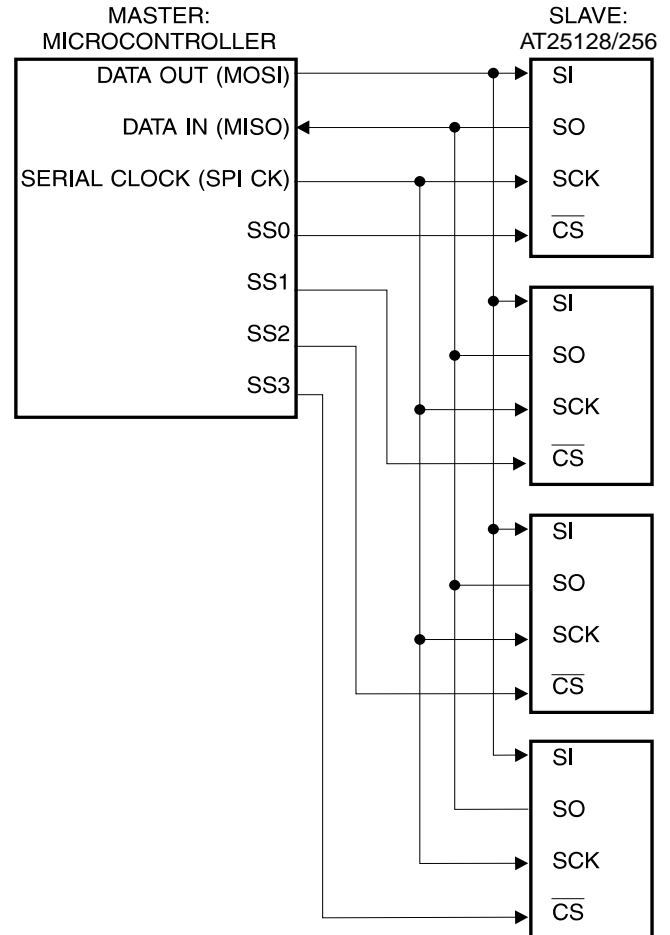 MASTER:
MICROCONTROLLER
SLAVE:
AT25128/256
DATA OUT (MOSI)
DATA IN (MISO)
SERIAL CLOCK (SPI CK)
SS0
SS1
SS2
SS3
SI
SO
SCK
CS
SI
SO
SCK
CS
SI
SO
SCK
CS
SI
SO
SCK
CS